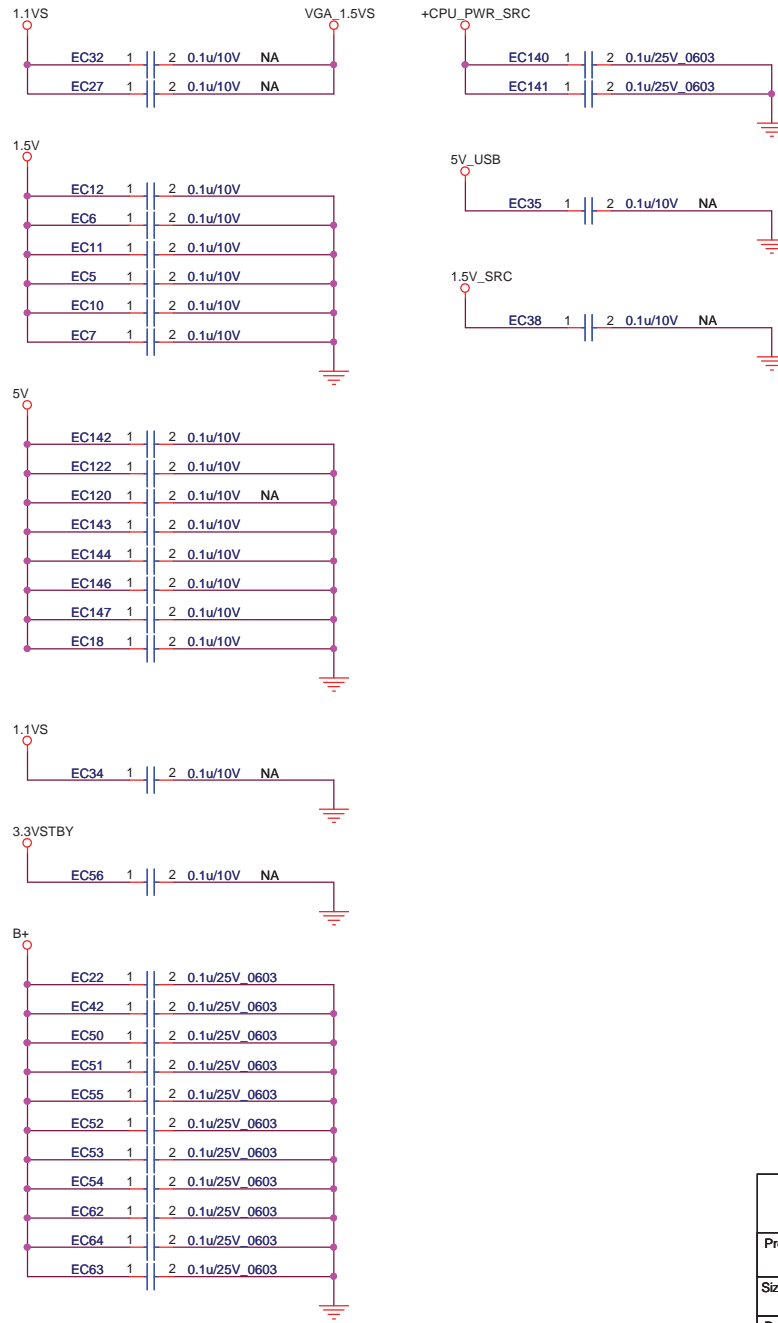 1.1VS VGA_1.5VS
EC32 1 2 0.1u/10V NA
EC27 1 2 0.1u/10V NA
1.5V
EC12 1 2 0.1u/10V
EC6 1 2 0.1u/10V
EC11 1 2 0.1u/10V
EC5 1 2 0.1u/10V
EC10 1 2 0.1u/10V
EC7 1 2 0.1u/10V
5V
EC142 1 2 0.1u/10V
EC122 1 2 0.1u/10V
EC120 1 2 0.1u/10V NA
EC143 1 2 0.1u/10V
EC144 1 2 0.1u/10V
EC146 1 2 0.1u/10V
EC147 1 2 0.1u/10V
EC18 1 2 0.1u/10V
1.1VS
EC34 1 2 0.1u/10V NA
3.3VSTBY
EC56 1 2 0.1u/10V NA
B+
EC22 1 2 0.1u/25V_0603
EC42 1 2 0.1u/25V_0603
EC50 1 2 0.1u/25V_0603
EC51 1 2 0.1u/25V_0603
EC55 1 2 0.1u/25V_0603
EC52 1 2 0.1u/25V_0603
EC53 1 2 0.1u/25V_0603
EC54 1 2 0.1u/25V_0603
EC62 1 2 0.1u/25V_0603
EC64 1 2 0.1u/25V_0603
EC63 1 2 0.1u/25V_0603
+CPU_PWR_SRC
EC140 1 2 0.1u/25V_0603
EC141 1 2 0.1u/25V_0603
5V_USB
EC35 1 2 0.1u/10V NA
1.5V_SRC
EC38 1 2 0.1u/10V NA